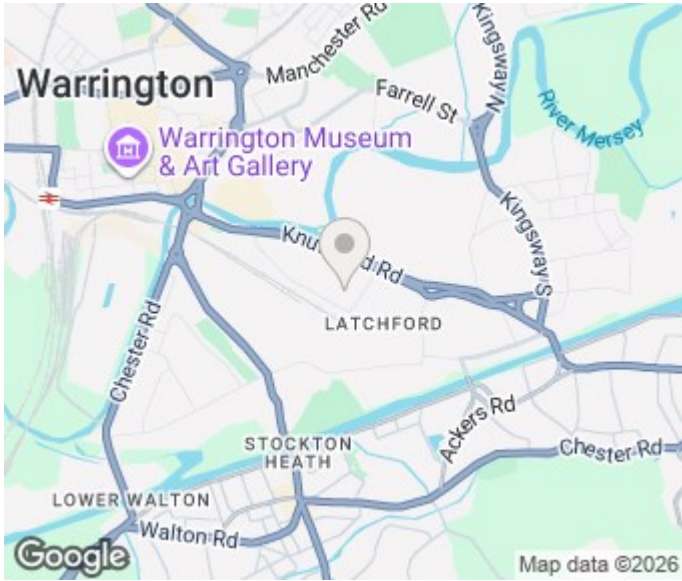 Manchester Rd
Warrington
Farrell St
Kingsway N
River Mersey
Warrington Museum
& Art Gallery
Kingsway S
Rd
LATCHFORD
Chester Rd
Ackers Rd
STOCKTON
HEATH
Chester Rd
LOWER WALTON
Walton Rd
Google
Map data ©2026